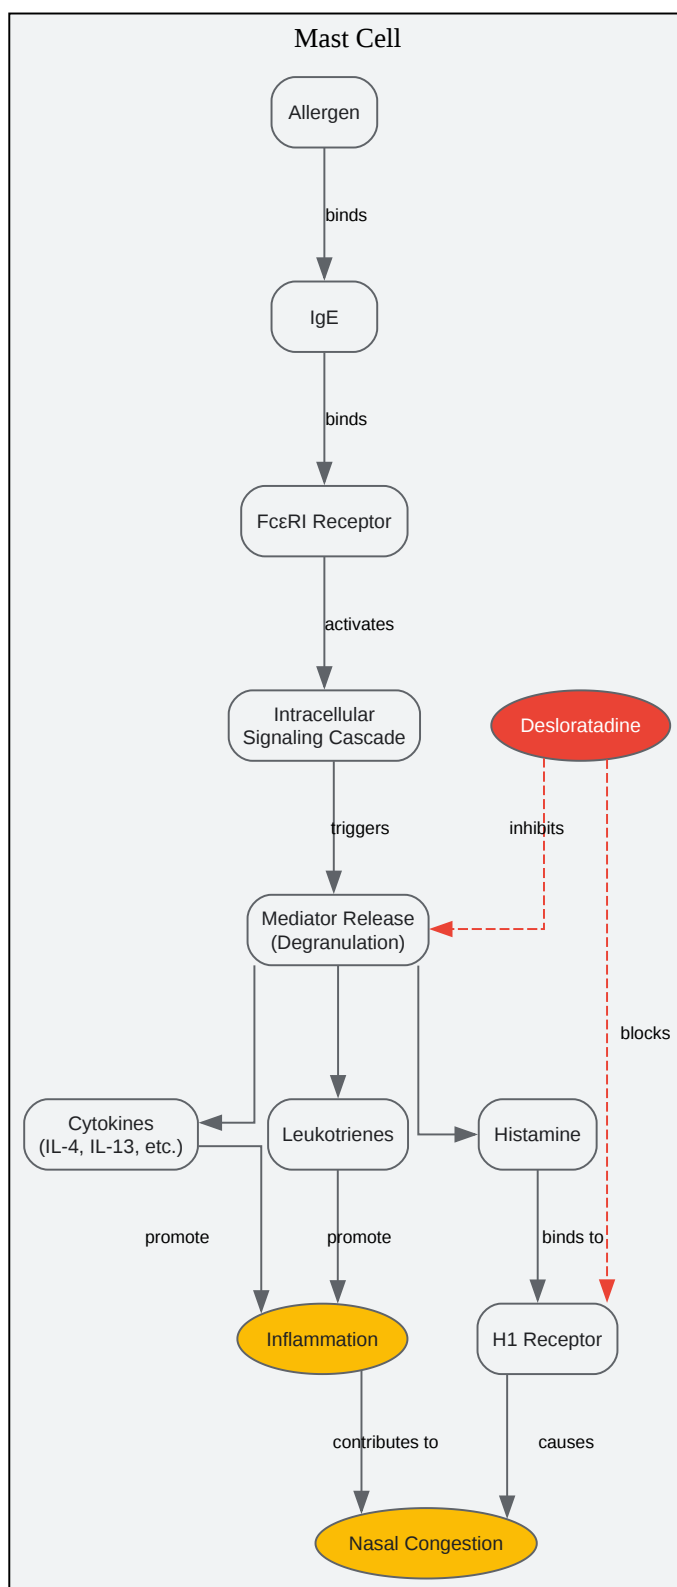 Mast Cell
Allergen
binds
IgE
binds
FcεRI Receptor
activates
Intracellular
Signaling Cascade
Desloratadine
triggers
inhibits
Mediator Release
(Degranulation)
blocks
Cytokines
(IL-4, IL-13, etc.)
Leukotrienes
Histamine
promote
promote
binds to
Inflammation
H1 Receptor
contributes to
causes
Nasal Congestion